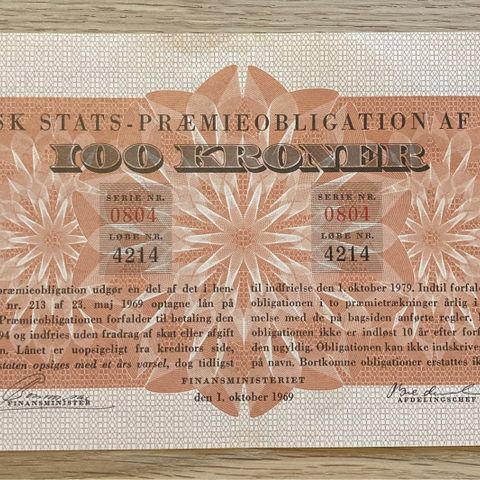 SK STATS-PRÆMIEOBLIGATION AF
100 KRONER
SERIE NR. SERIE NR.
0804 0804
LØBE NR. LØBE NR.
4214 4214
præmieobligation udgør en del af det i hen-
nr. 213 af 23. maj 1969 optagne lån på
Præmieobligationen forfalder til betaling den
94 og indfries uden fradrag af skat eller afgift
n. Lånet er uopsigeligt fra kreditors side,
staten opsiges med et års varsel, dog tidligst
til indfrielse den 1. oktober 1979. Indtil forfald
obligationen i to præmietrækninger årlig i
melse med de på bagsiden anførte regler.
obligationen ikke er indløst 10 år efter forf
den ugyldig. Obligationen kan ikke indskriv
på navn. Bortkomne obligationer erstattes ik
FINANSMINISTERIET
den 1. oktober 1969
FINANSMINISTER
AFDELINGSCHEF